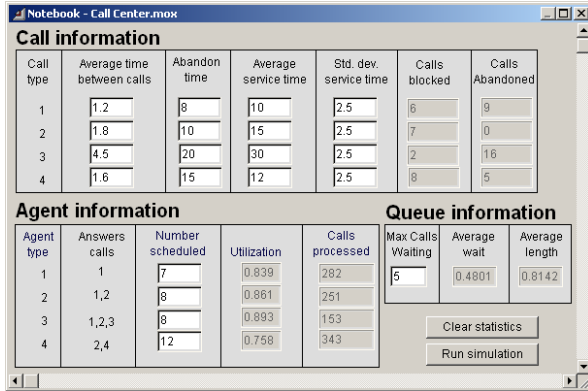 Notebook - Call Center.mox
Call information
Call type Average time between calls Abandon time Average service time Std. dev. service time Calls blocked Calls Abandoned
1 1.2 8 10 2.5 6 9
2 1.8 10 15 2.5 7 0
3 4.5 20 30 2.5 2 16
4 1.6 15 12 2.5 8 5
Agent information
Agent type Answers calls Number scheduled Utilization Calls processed
1 1 7 0.839 282
2 1,2 8 0.861 251
3 1,2,3 8 0.893 153
4 2,4 12 0.758 343
Queue information
Max Calls Waiting Average wait Average length
5 0.4801 0.8142
Clear statistics
Run simulation